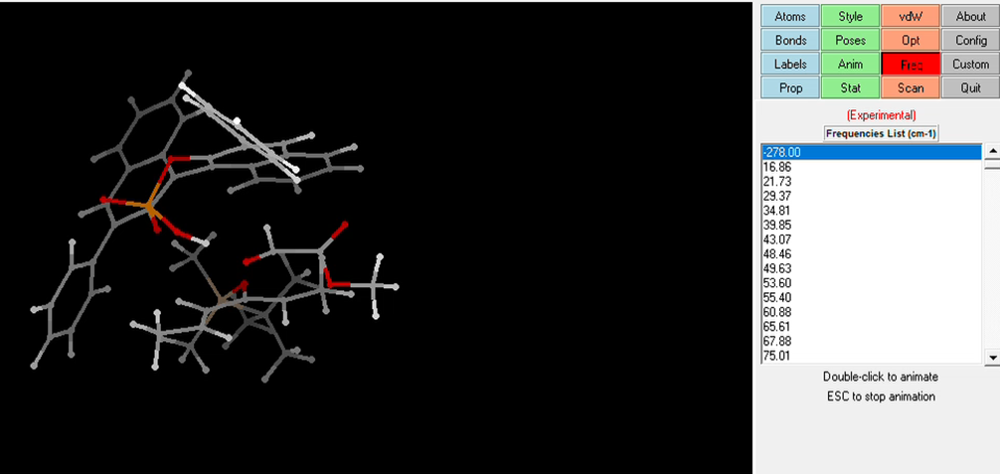 Atoms Style vdW About
Bonds Poses Opt Config
Labels Anim Freq Custom
Prop Stat Scan Quit
(Experimental)
Frequencies List (cm-1)
-278.00
16.86
21.73
29.37
34.81
39.85
43.07
48.46
49.63
53.60
55.40
60.88
65.61
67.88
75.01
Double-click to animate
ESC to stop animation